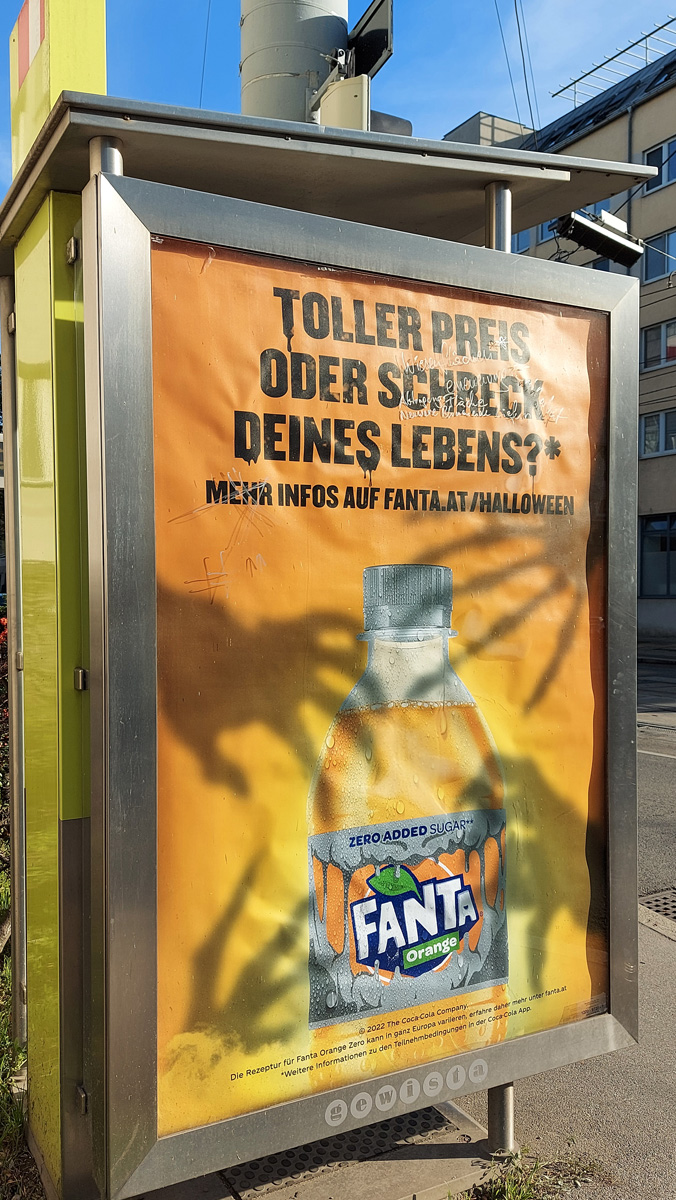 TOLLER PREIS
ODER SCHRECK
DEINES LEBENS?*
MEHR INFOS AUF FANTA.AT/HALLOWEEN
ZERO ADDED SUGAR**
FANTA
Orange
© 2022 The Coca-Cola Company.
Die Rezeptur für Fanta Orange Zero kann in ganz Europa variieren, erfahre daher mehr unter fanta.at
*Weitere Informationen zu den Teilnehmbedingungen in der Coca-Cola App.
gewista